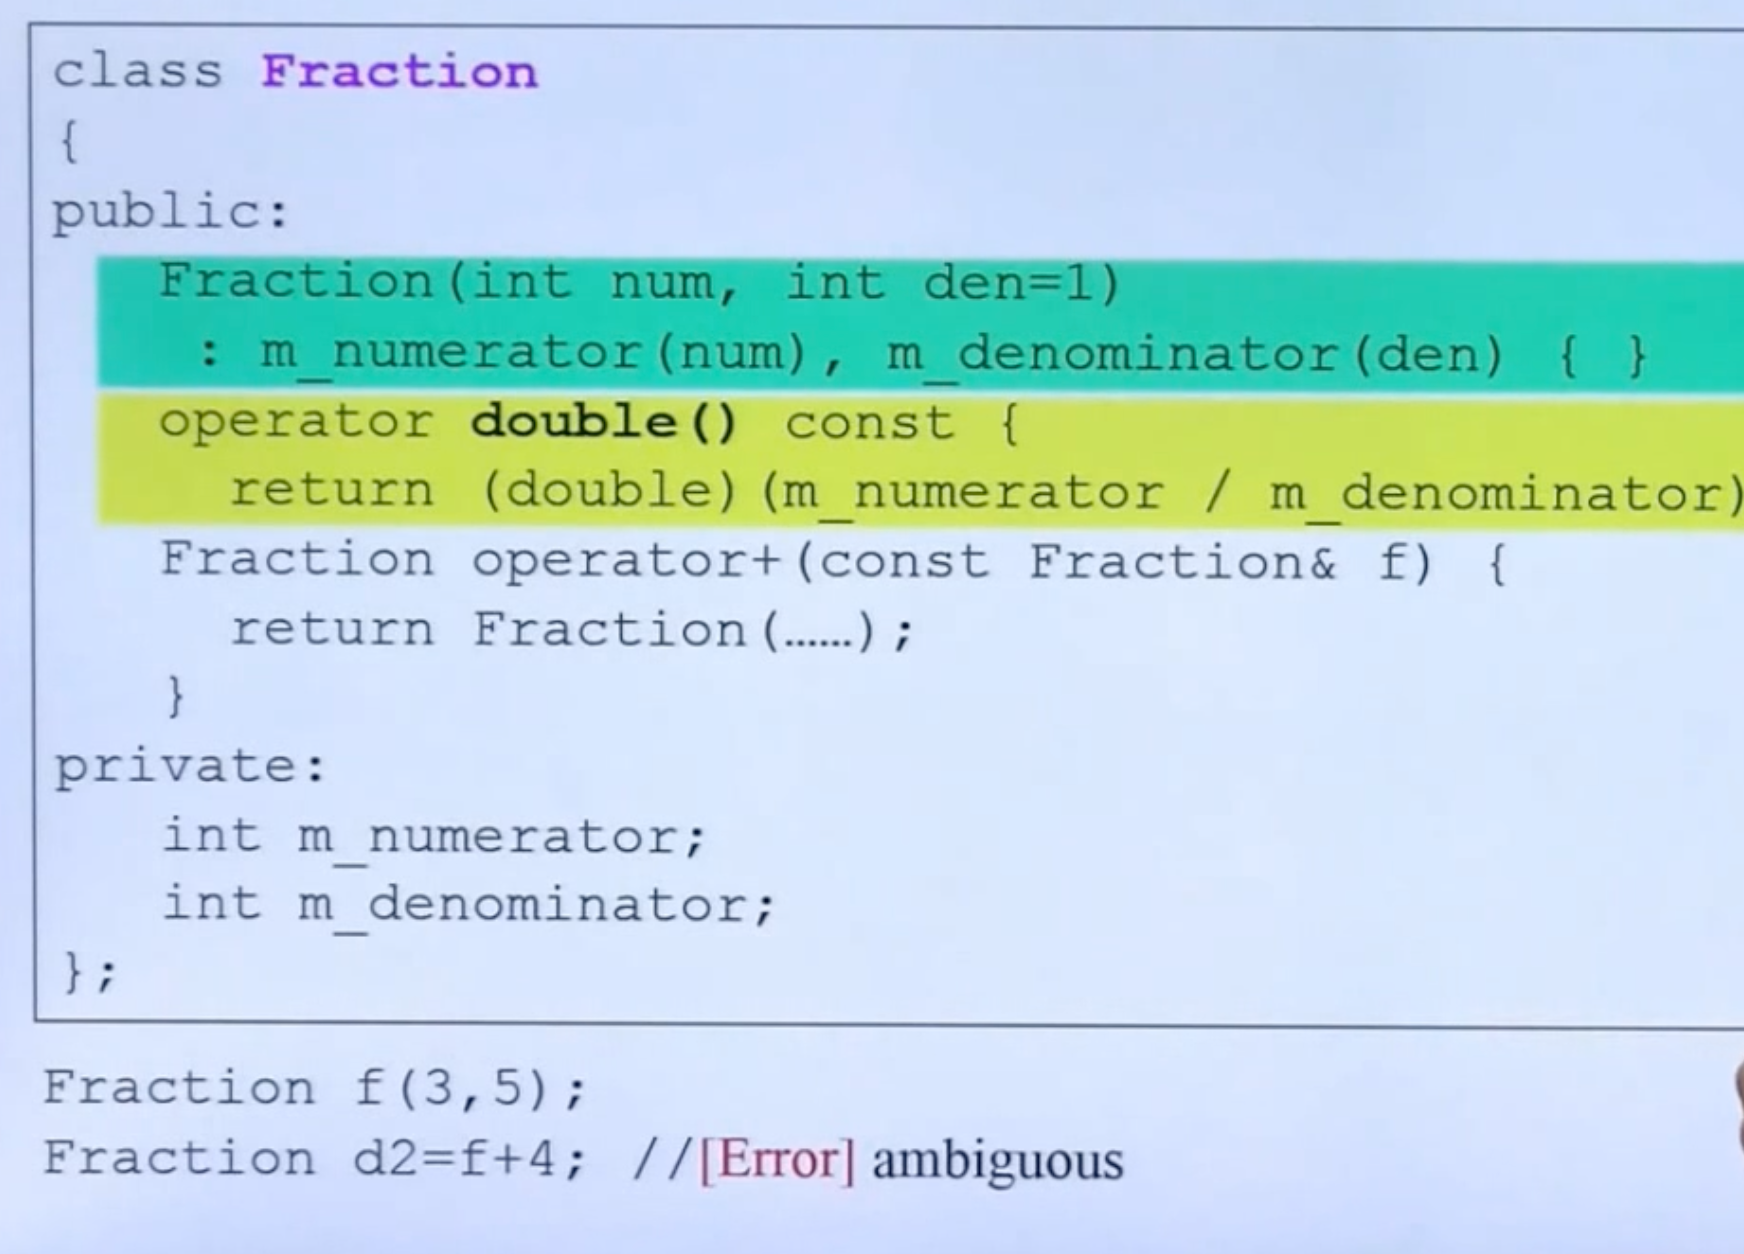 class Fraction
{
public:
Fraction(int num, int den=1)
: m_numerator(num), m_denominator(den) { }
operator double() const {
return (double)(m_numerator / m_denominator)
Fraction operator+(const Fraction& f) {
return Fraction(……);
}
private:
int m_numerator;
int m_denominator;
};
Fraction f(3,5);
Fraction d2=f+4; //[Error] ambiguous